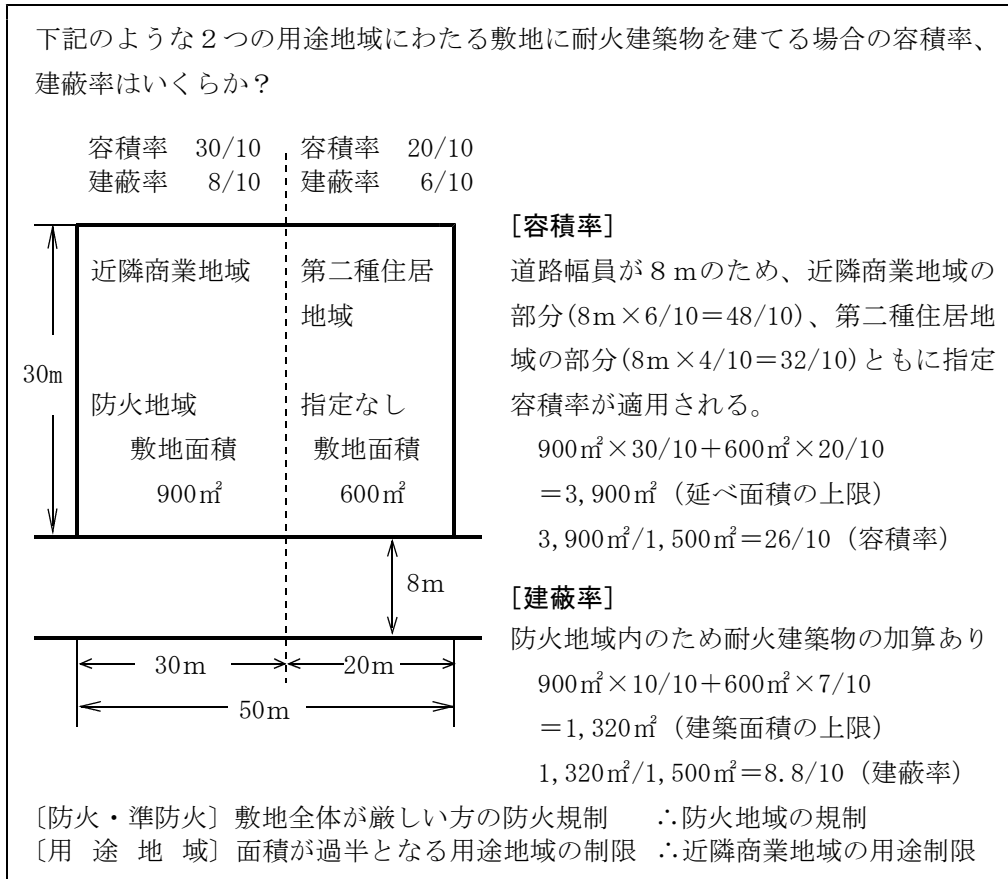 下記のような２つの用途地域にわたる敷地に耐火建築物を建てる場合の容積率、
建蔽率はいくらか？
容積率 30/10
建蔽率 8/10
容積率 20/10
建蔽率 6/10
近隣商業地域
第二種住居
地域
30m
防火地域
敷地面積
900㎡
指定なし
敷地面積
600㎡
8m
30m
20m
50m
[容積率]
道路幅員が８ｍのため、近隣商業地域の
部分(8m×6/10＝48/10)、第二種住居地
域の部分(8m×4/10＝32/10)ともに指定
容積率が適用される。
900㎡×30/10＋600㎡×20/10
＝3,900㎡（延べ面積の上限）
3,900㎡/1,500㎡＝26/10（容積率）
[建蔽率]
防火地域内のため耐火建築物の加算あり
900㎡×10/10＋600㎡×7/10
＝1,320㎡（建築面積の上限）
1,320㎡/1,500㎡＝8.8/10（建蔽率）
〔防火・準防火〕敷地全体が厳しい方の防火規制 ∴防火地域の規制
〔用 途 地 域〕面積が過半となる用途地域の制限 ∴近隣商業地域の用途制限